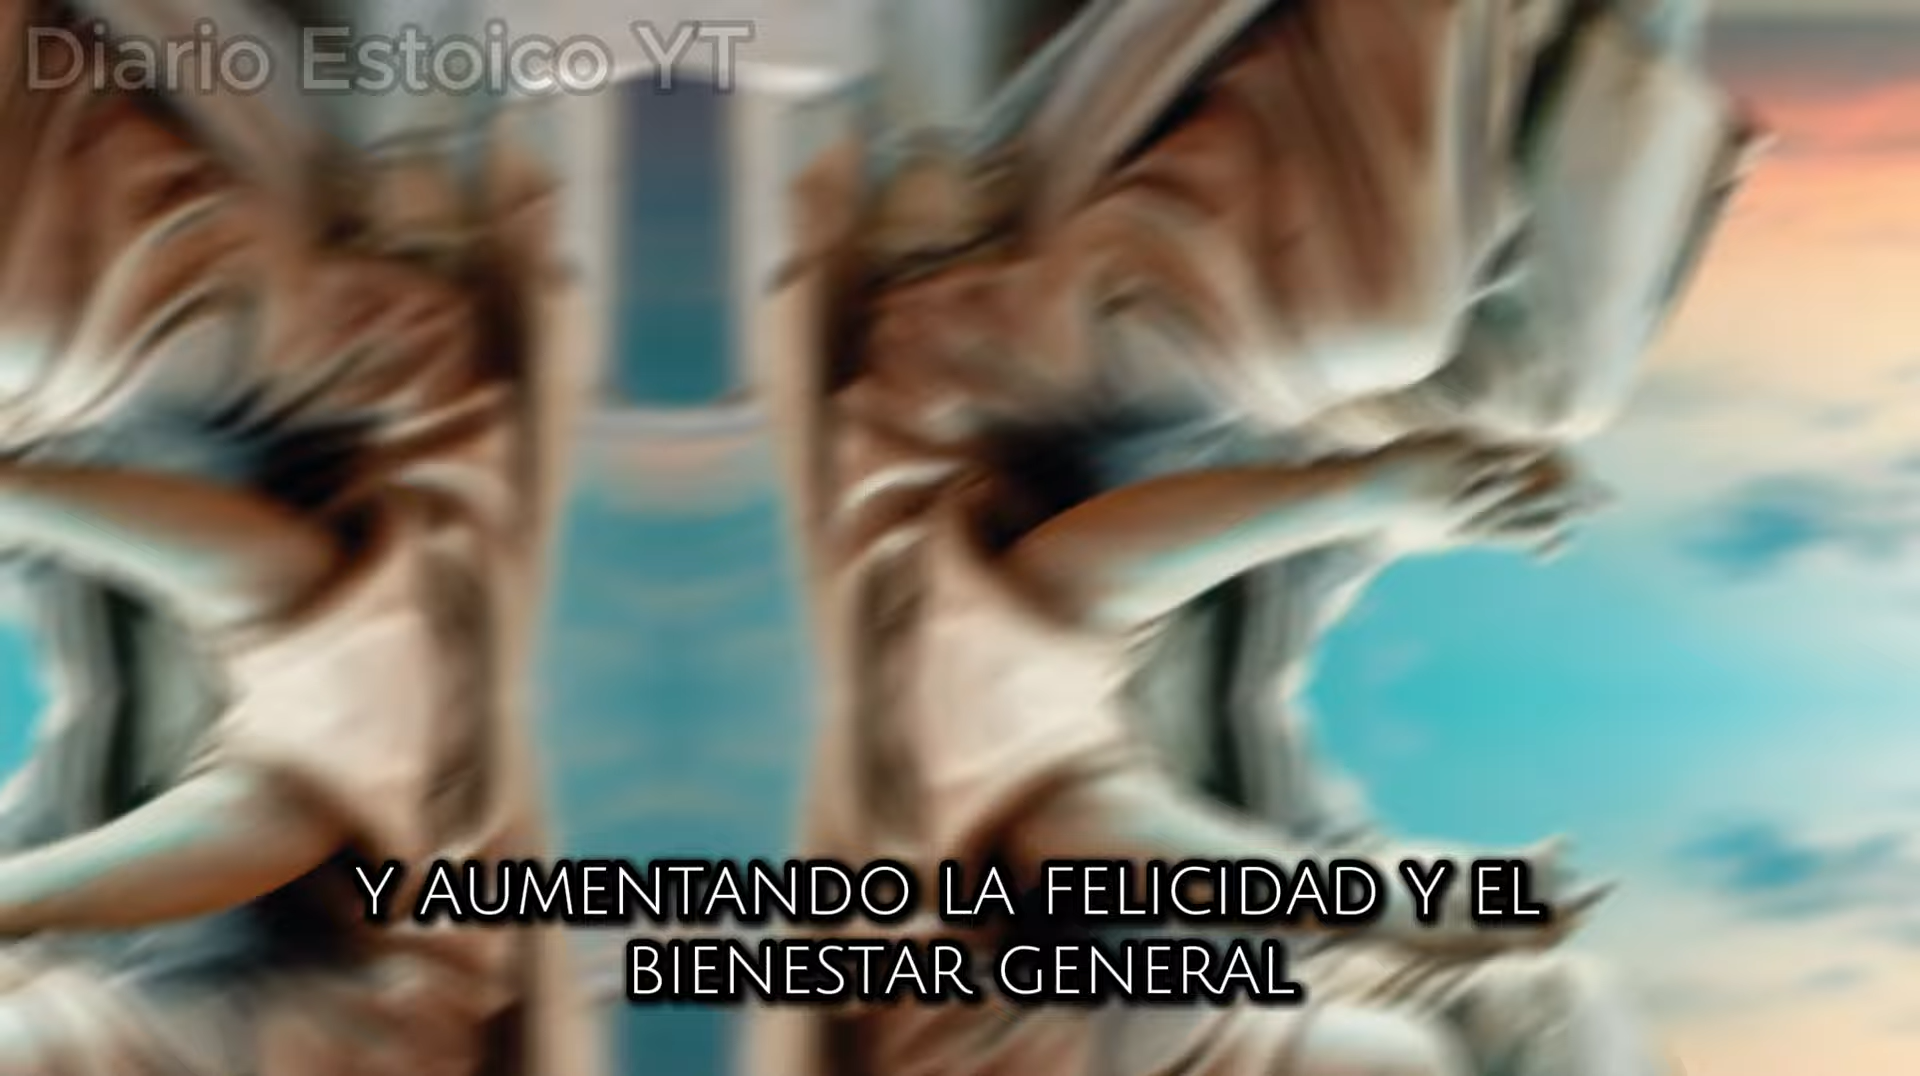 Diario Estoico YT
Y AUMENTANDO LA FELICIDAD Y EL
BIENESTAR GENERAL